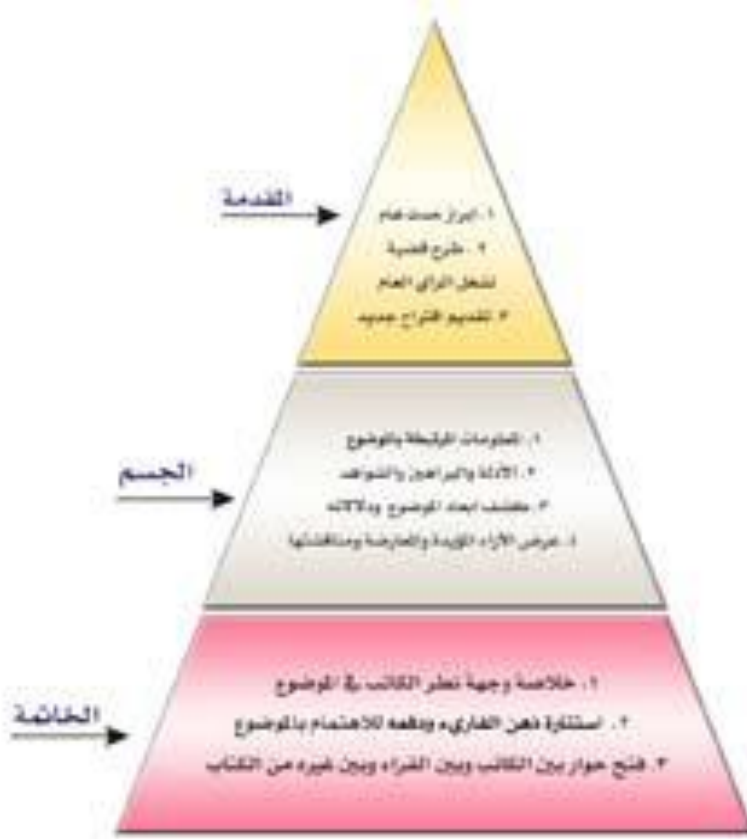 المقدمة
١. ابراز حدث هام
٢. طرح قضية
تشغل الرأي العام
٣. تقديم اقتراح جديد
الجسم
١. المعلومات المرتبطة بالموضوع
٢. الأدلة والبراهين والشواهد
٣. كشف ابعاد الموضوع ودلالاته
٤. عرض الآراء المؤيدة والمعارضة ومناقشتها
الخاتمة
١. خلاصة وجهة نظر الكاتب في الموضوع
٢. استثارة ذهن القاريء ودفعه للاهتمام بالموضوع
٣. فتح حوار بين الكاتب وبين القراء وبين غيره من الكتاب